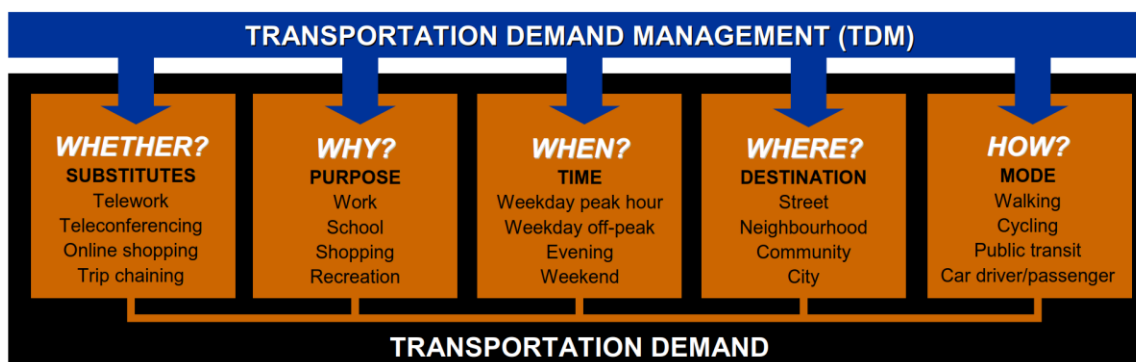 TRANSPORTATION DEMAND MANAGEMENT (TDM)
WHETHER?
SUBSTITUTES
Telework
Teleconferencing
Online shopping
Trip chaining
WHY?
PURPOSE
Work
School
Shopping
Recreation
WHEN?
TIME
Weekday peak hour
Weekday off-peak
Evening
Weekend
WHERE?
DESTINATION
Street
Neighbourhood
Community
City
HOW?
MODE
Walking
Cycling
Public transit
Car driver/passenger
TRANSPORTATION DEMAND